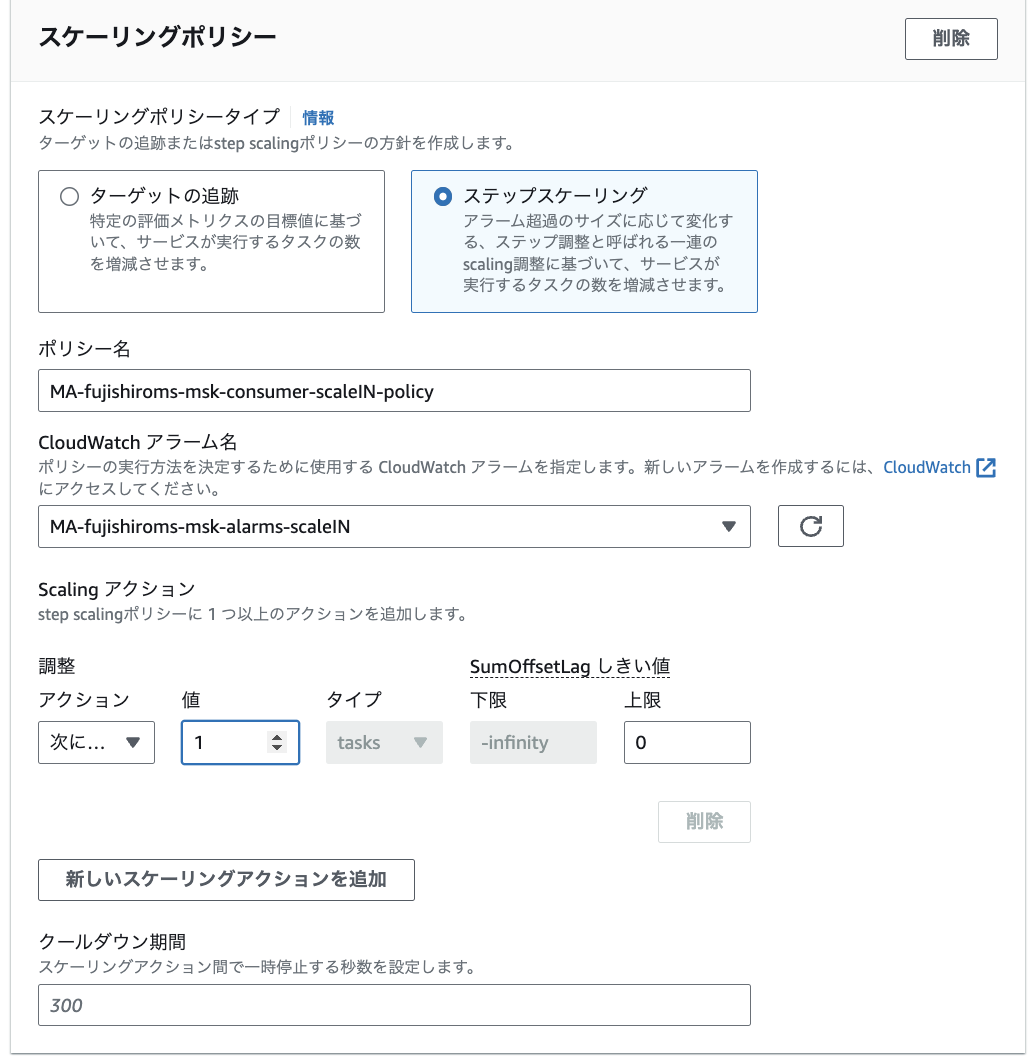 スケーリングポリシー
削除
スケーリングポリシータイプ
情報
ターゲットの追跡またはstep scalingポリシーの方針を作成します。
ターゲットの追跡
特定の評価メトリクスの目標値に基づ
いて、サービスが実行するタスクの数
を増減させます。
ステップスケーリング
アラーム超過のサイズに応じて変化す
る、ステップ調整と呼ばれる一連の
scaling調整に基づいて、サービスが
実行するタスクの数を増減させます。
ポリシー名
MA-fujishiroms-msk-consumer-scaleIN-policy
CloudWatch アラーム名
ポリシーの実行方法を決定するために使用する CloudWatch アラームを指定します。新しいアラームを作成するには、CloudWatch
にアクセスしてください。
MA-fujishiroms-msk-alarms-scaleIN
Scaling アクション
step scalingポリシーに 1 つ以上のアクションを追加します。
調整
SumOffsetLag しきい値
アクション
値
タイプ
下限
上限
次に...
1
tasks
-infinity
0
削除
新しいスケーリングアクションを追加
クールダウン期間
スケーリングアクション間で一時停止する秒数を設定します。
300